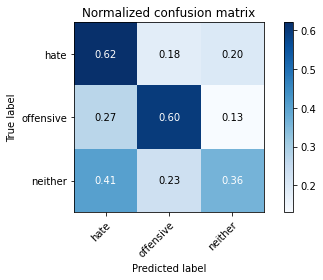 Normalized confusion matrix
True label
hate 0.62 0.18 0.20
offensive 0.27 0.60 0.13
neither 0.41 0.23 0.36
hate offensive neither
Predicted label
0.6
0.5
0.4
0.3
0.2